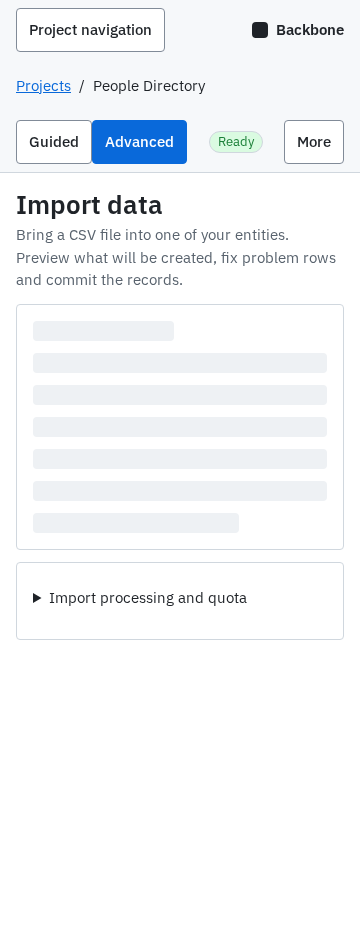 Project navigation
Backbone
Projects / People Directory
Guided
Advanced
Ready
More
Import data
Bring a CSV file into one of your entities.
Preview what will be created, fix problem rows
and commit the records.
Import processing and quota